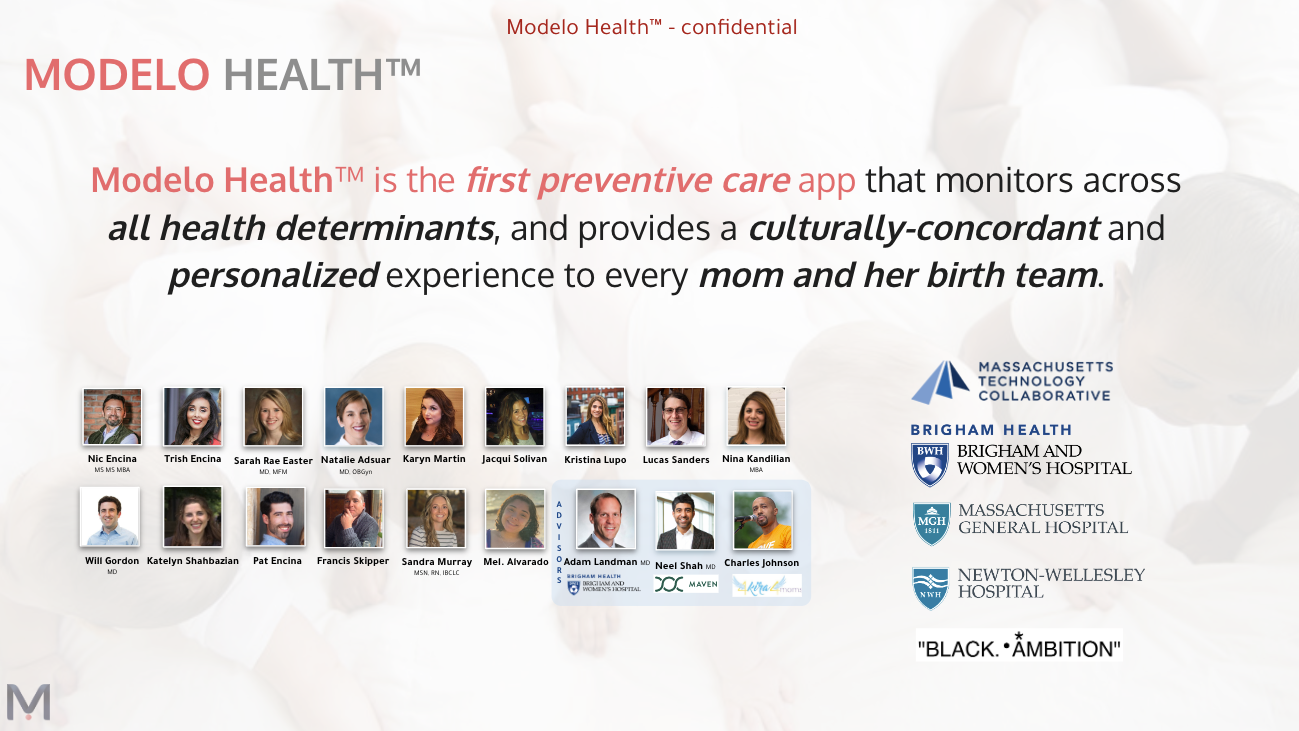 Modelo Health™ - confidential
MODELO HEALTH™
Modelo Health™ is the first preventive care app that monitors across
all health determinants, and provides a culturally-concordant and
personalized experience to every mom and her birth team.
Nic Encina
MS MS MBA
Trish Encina
Sarah Rae Easter
MD, MFM
Natalie Adsuar
MD, OBGyn
Karyn Martin
Jacqui Solivan
Kristina Lupo
Lucas Sanders
Nina Kandilian
MBA
Will Gordon
MD
Katelyn Shahbazian
Pat Encina
Francis Skipper
Sandra Murray
MSN, RN, IBCLC
Mel. Alvarado
ADVISORS
Adam Landman MD
BRIGHAM HEALTH
BWH
BRIGHAM AND
WOMEN'S HOSPITAL
Neel Shah MD
MAVEN
Charles Johnson
4kira4moms
MASSACHUSETTS
TECHNOLOGY
COLLABORATIVE
BRIGHAM HEALTH
BWH
BRIGHAM AND
WOMEN'S HOSPITAL
MGH
1811
MASSACHUSETTS
GENERAL HOSPITAL
NWH
NEWTON-WELLESLEY
HOSPITAL
"BLACK.•*AMBITION"
M